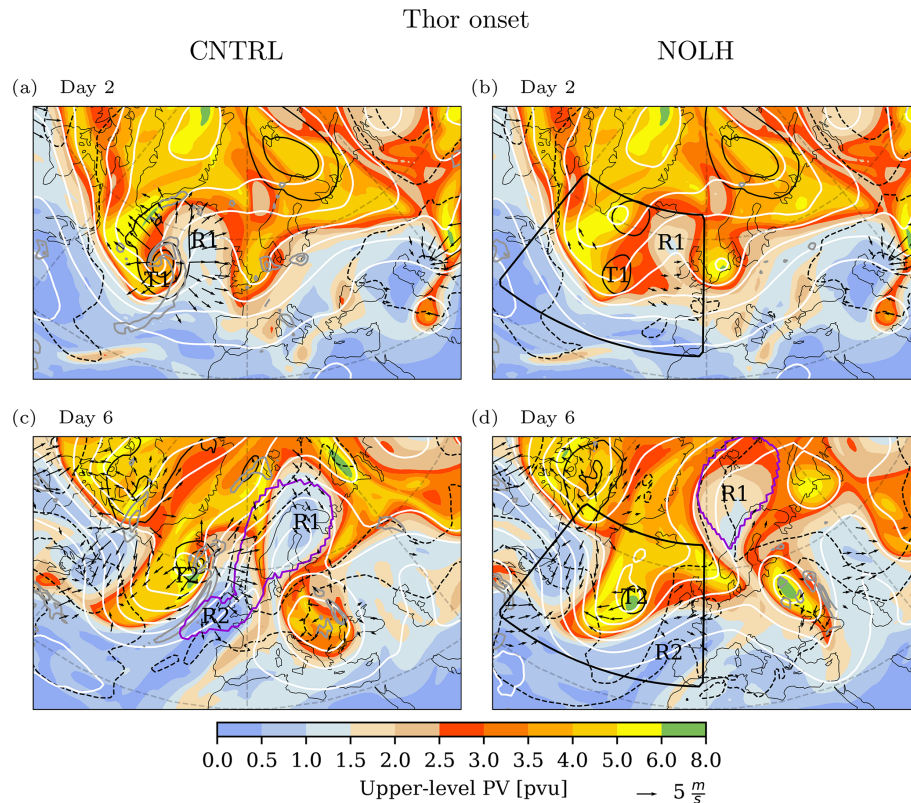 Thor onset
CNTRL NOLH
(a) Day 2 (b) Day 2
R1 R1
T1 T1
(c) Day 6 (d) Day 6
R1 R1
T2 T2
R2 R2
0.0 0.5 1.0 1.5 2.0 2.5 3.0 3.5 4.0 4.5 5.0 6.0 8.0
Upper-level PV [pvu] → 5 m/s